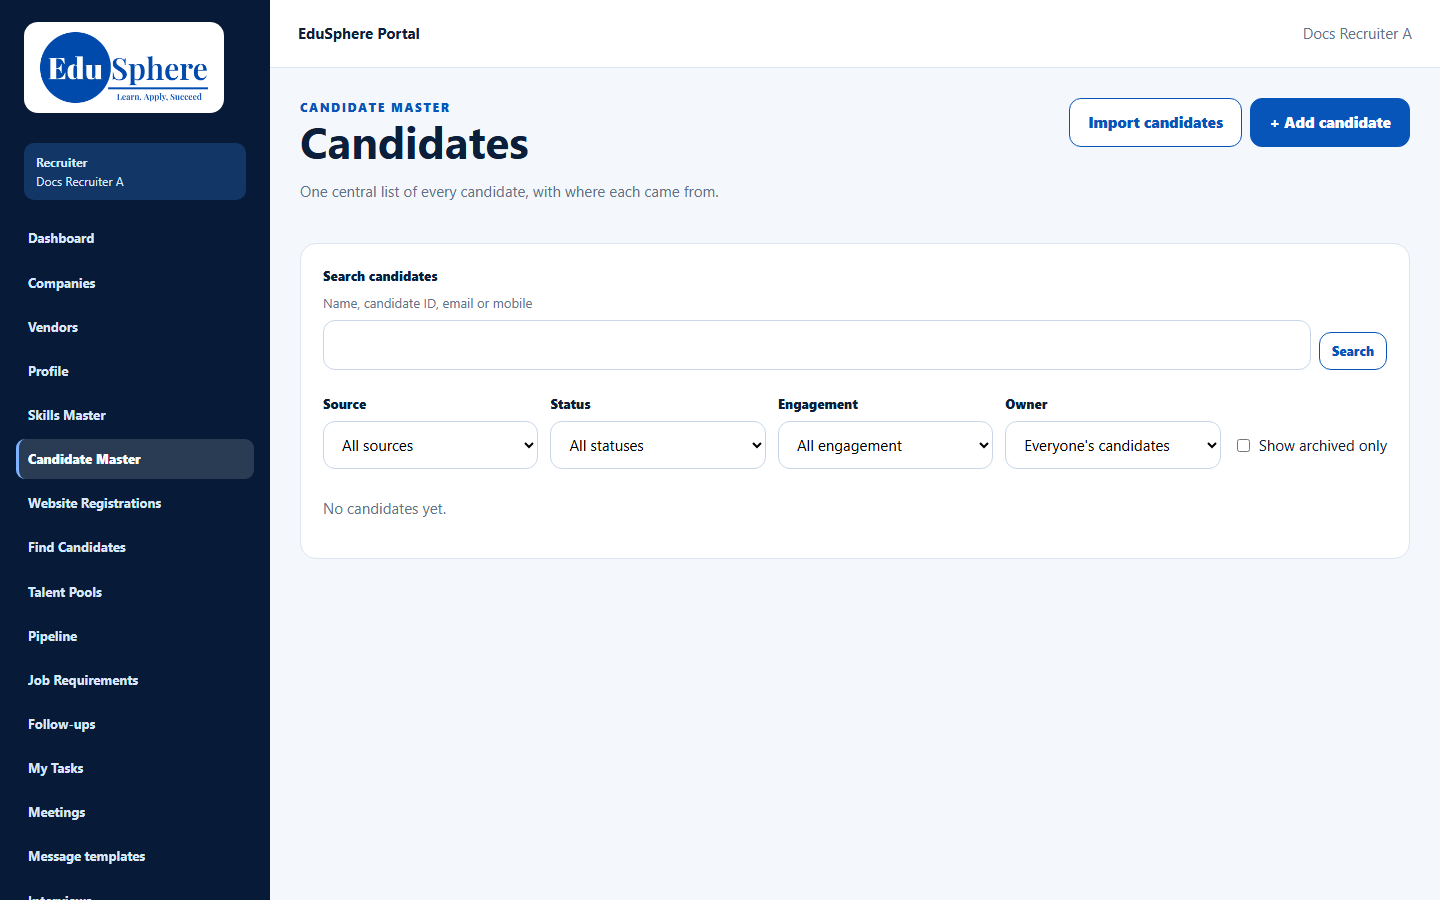 EduSphere
Learn. Apply, Succeed
Recruiter
Docs Recruiter A
Dashboard
Companies
Vendors
Profile
Skills Master
Candidate Master
Website Registrations
Find Candidates
Talent Pools
Pipeline
Job Requirements
Follow-ups
My Tasks
Meetings
Message templates
EduSphere Portal
Docs Recruiter A
CANDIDATE MASTER
Candidates
One central list of every candidate, with where each came from.
Import candidates
+ Add candidate
Search candidates
Name, candidate ID, email or mobile
Search
Source
Status
Engagement
Owner
All sources
All statuses
All engagement
Everyone's candidates
Show archived only
No candidates yet.